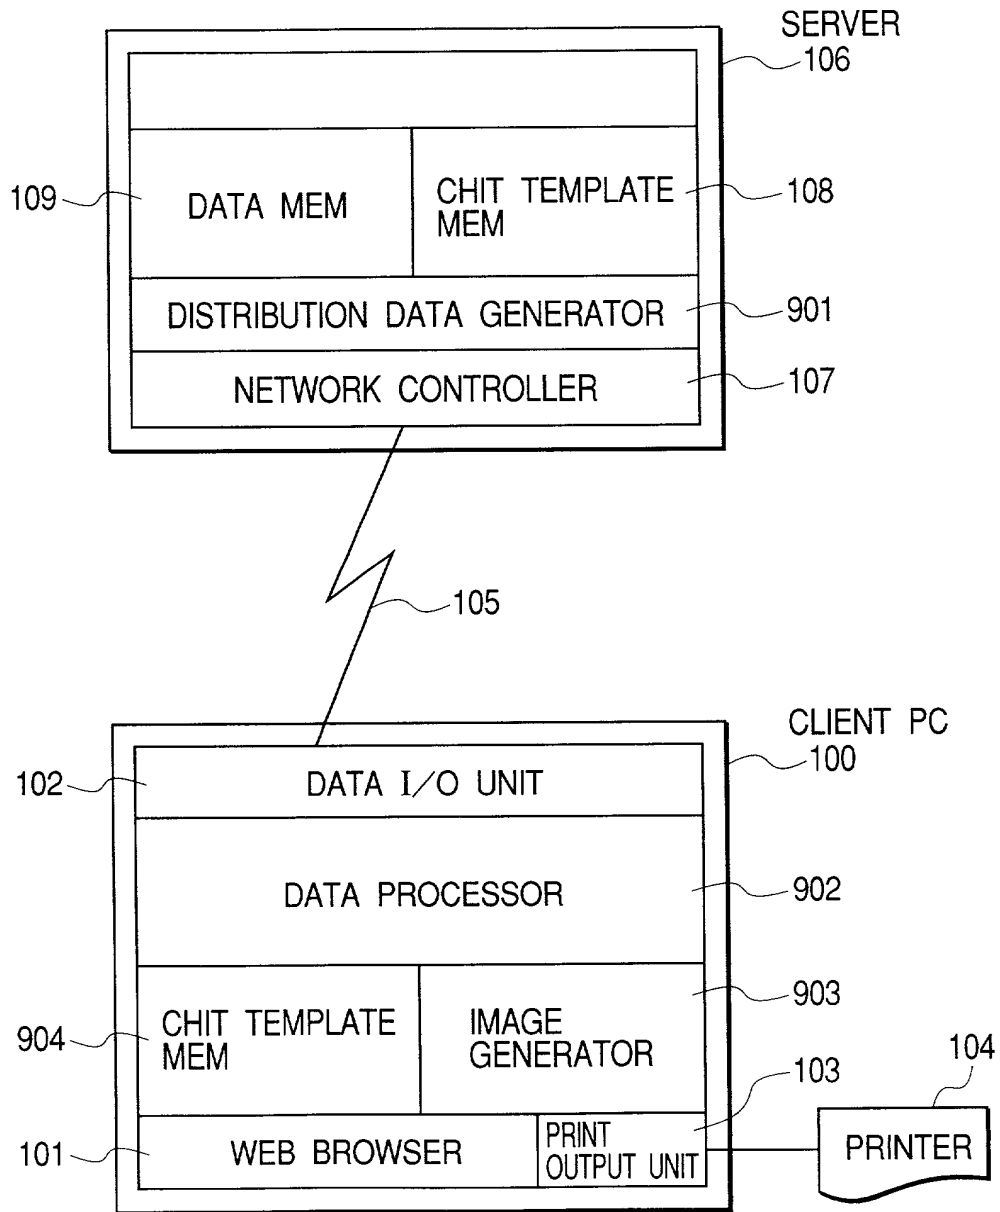 SERVER
106
109
DATA MEM
CHIT TEMPLATE
MEM
108
DISTRIBUTION DATA GENERATOR
901
NETWORK CONTROLLER
107
105
CLIENT PC
100
102
DATA I/O UNIT
DATA PROCESSOR
902
904
CHIT TEMPLATE
MEM
IMAGE
GENERATOR
903
103
104
101
WEB BROWSER
PRINT
OUTPUT UNIT
PRINTER